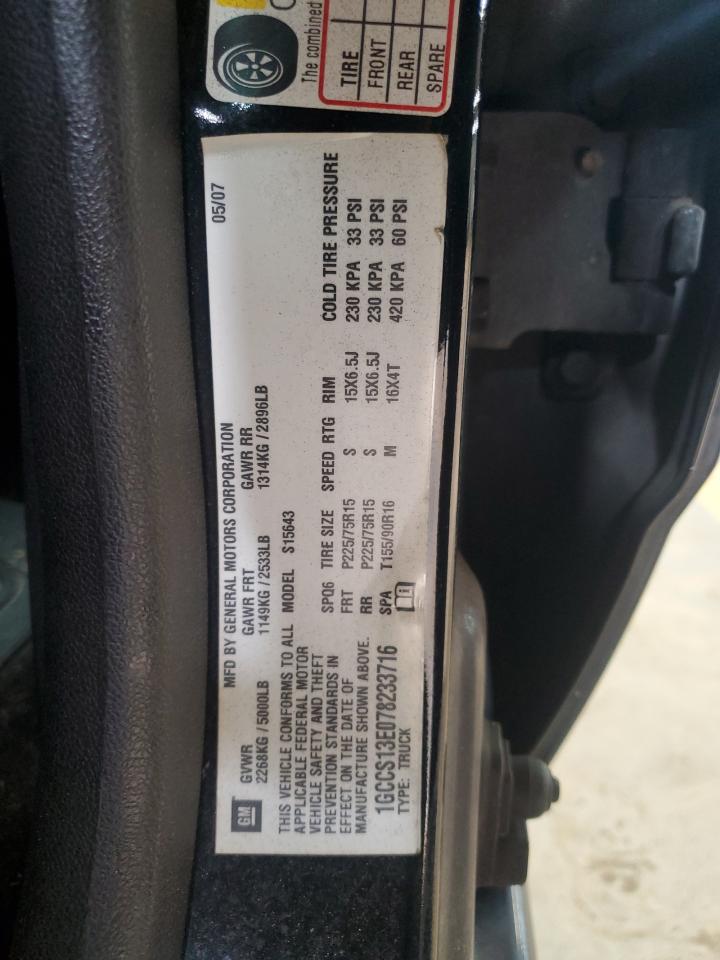 The combined
TIRE
FRONT
REAR
SPARE
MFD BY GENERAL MOTORS CORPORATION 05/07
GVWR GAWR FRT GAWR RR
2268KG / 5000LB 1149KG / 2533LB 1314KG / 2896LB
THIS VEHICLE CONFORMS TO ALL
APPLICABLE FEDERAL MOTOR
VEHICLE SAFETY AND THEFT
PREVENTION STANDARDS IN
EFFECT ON THE DATE OF
MANUFACTURE SHOWN ABOVE.
1GCCS13E078233716
TYPE: TRUCK
MODEL S15643
SPQ6 TIRE SIZE SPEED RTG RIM COLD TIRE PRESSURE
FRT P225/75R15 S 15X6.5J 230 KPA 33 PSI
RR P225/75R15 S 15X6.5J 230 KPA 33 PSI
SPA T155/90R16 M 16X4T 420 KPA 60 PSI
GM
i